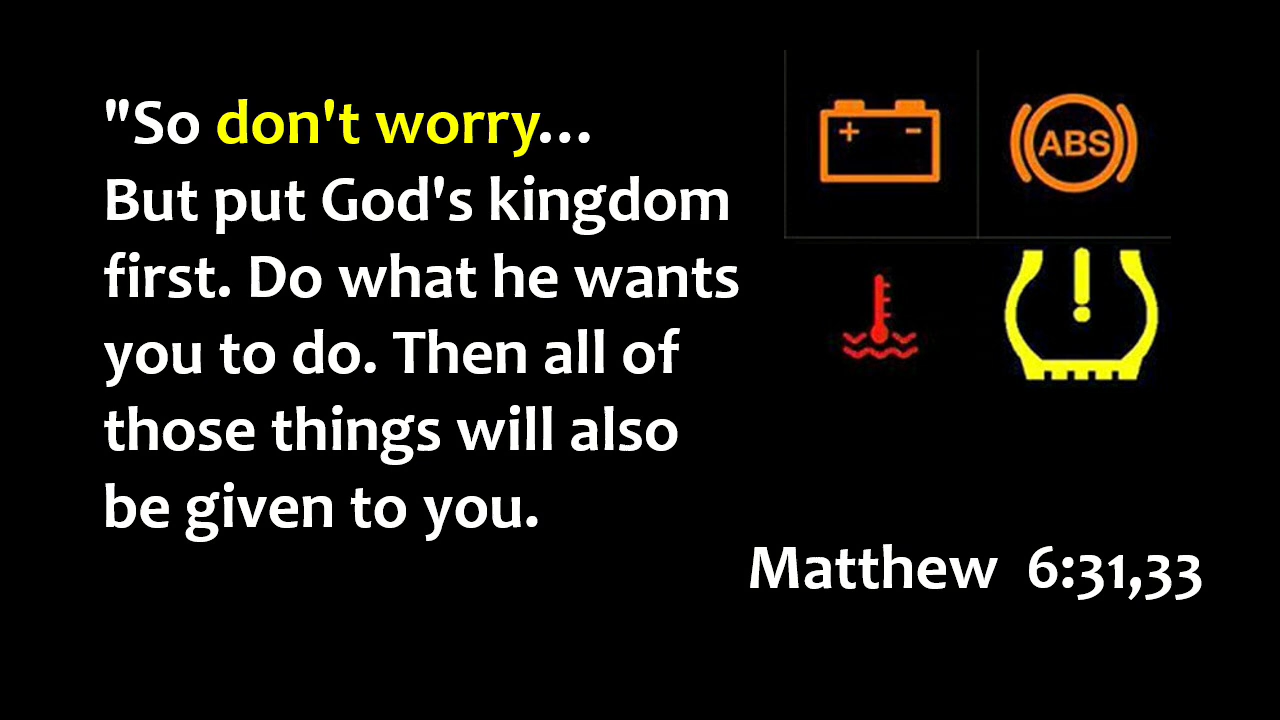 "So don't worry...
But put God's kingdom
first. Do what he wants
you to do. Then all of
those things will also
be given to you.
Matthew 6:31,33
+ -
ABS
!